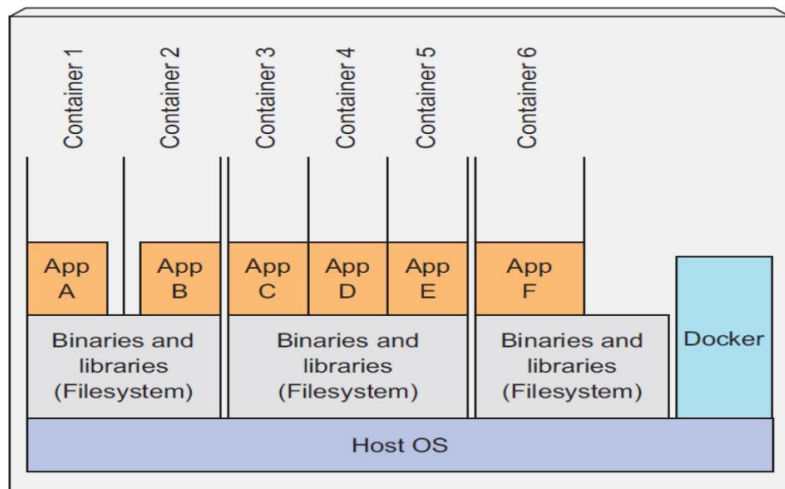 Container 1
Container 2
Container 3
Container 4
Container 5
Container 6
App
A
App
B
App
C
App
D
App
E
App
F
Binaries and
libraries
(Filesystem)
Binaries and
libraries
(Filesystem)
Binaries and
libraries
(Filesystem)
Docker
Host OS